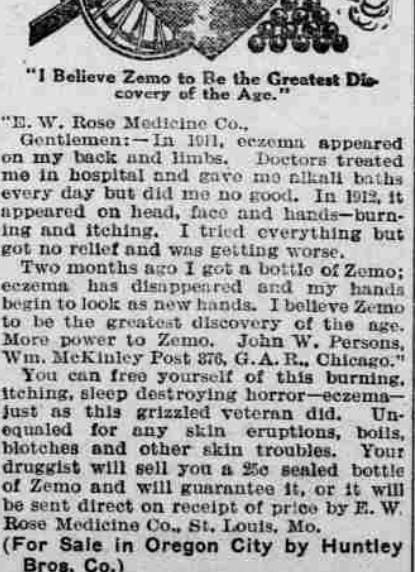 "I Believe Zemo to Be the Greatest Dis-
covery of the Age."
"E. W. Rose Medicine Co.,
Gentlemen:—In 1911, eczema appeared
on my back and limbs. Doctors treated
me in hospital and gave me alkali baths
every day but did me no good. In 1912, it
appeared on head, face and hands—burn-
ing and itching. I tried everything but
got no relief and was getting worse.
Two months ago I got a bottle of Zemo;
eczema has disappeared and my hands
begin to look as new hands. I believe Zemo
to be the greatest discovery of the age.
More power to Zemo. John W. Persons,
Wm. McKinley Post 376, G.A.R., Chicago."
You can free yourself of this burning,
itching, sleep destroying horror—eczema—
just as this grizzled veteran did. Un-
equaled for any skin eruptions, boils,
blotches and other skin troubles. Your
druggist will sell you a 25c sealed bottle
of Zemo and will guarantee it, or it will
be sent direct on receipt of price by E. W.
Rose Medicine Co., St. Louis, Mo.
(For Sale in Oregon City by Huntley
Bros. Co.)